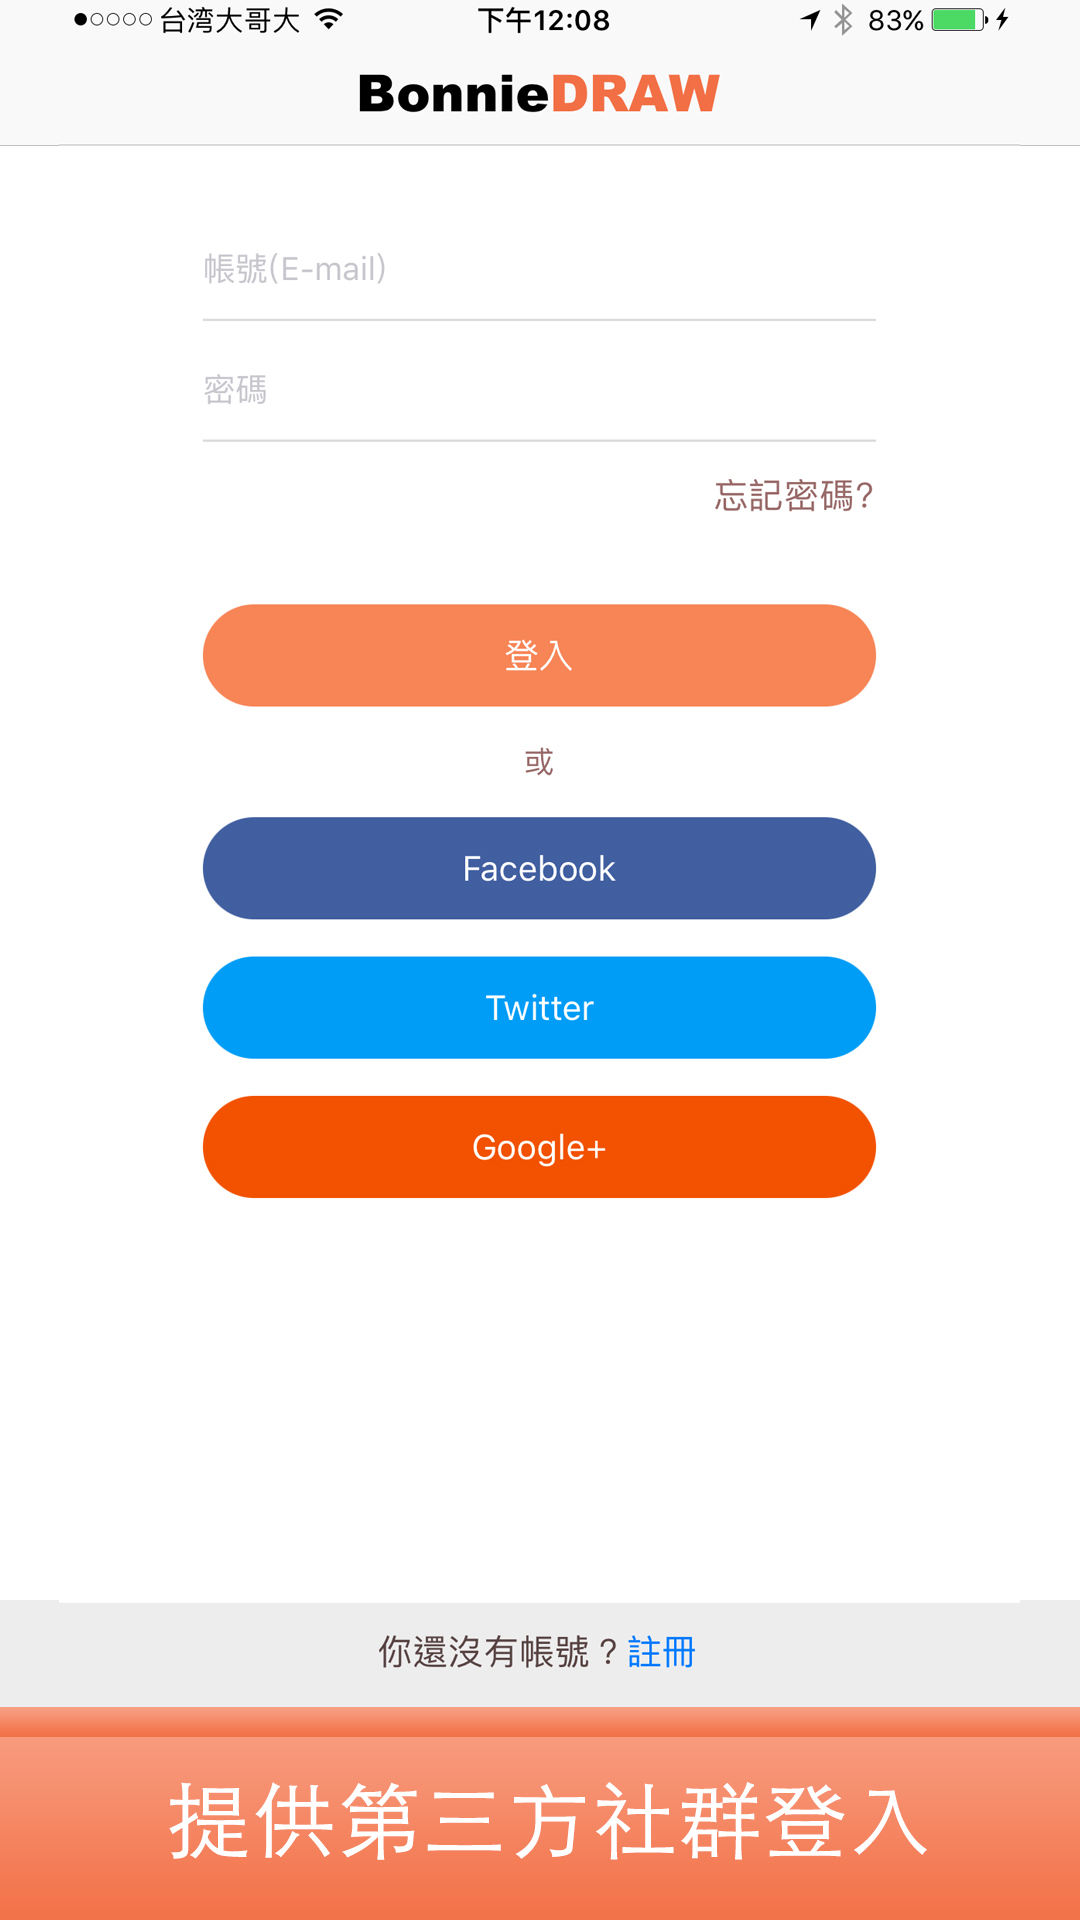 台湾大哥大 下午12:08 83%
BonnieDRAW
帳號(E-mail)
密碼
忘記密碼?
登入
或
Facebook
Twitter
Google+
你還沒有帳號？註冊
提供第三方社群登入